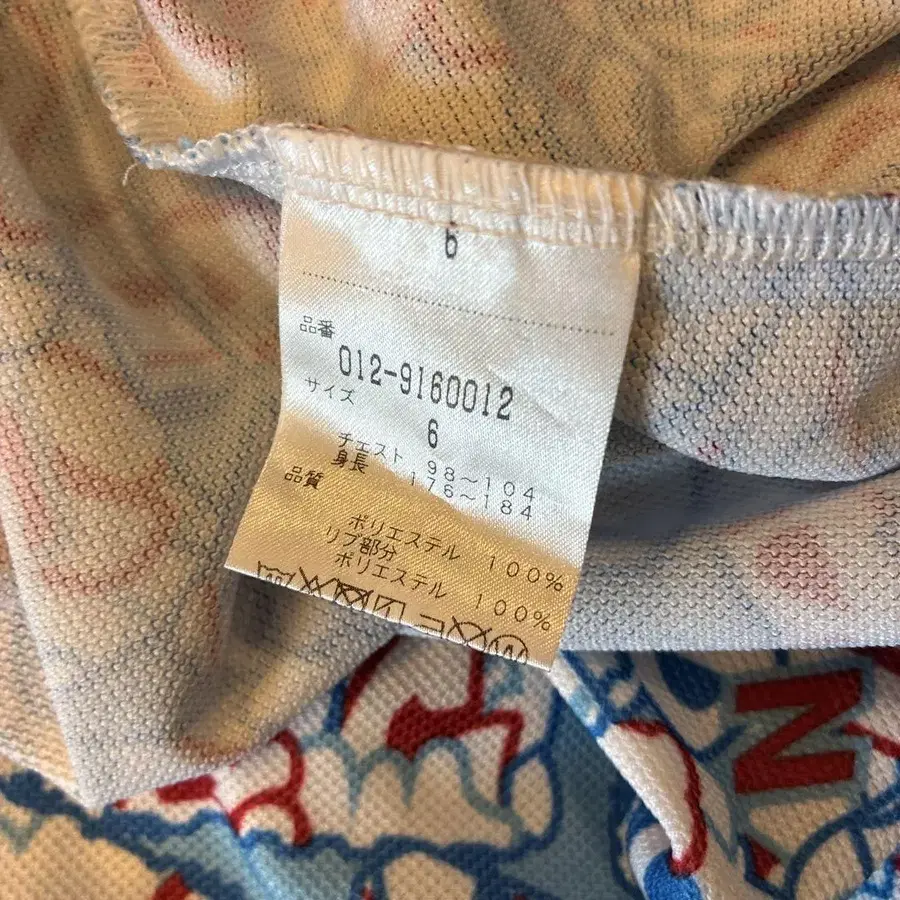 6
品番
012-9160012
サイズ
6
チェスト 98〜104
身長 176〜184
品質
ポリエステル 100%
リブ部分
ポリエステル 100%
N